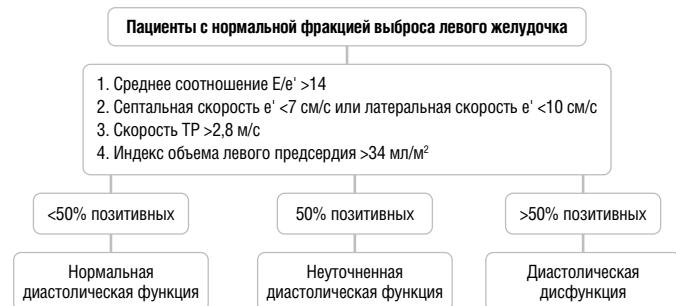 Пациенты с нормальной фракцией выброса левого желудочка
1. Среднее соотношение E/e' >14
2. Септальная скорость e' <7 см/с или латеральная скорость e' <10 см/с
3. Скорость ТР >2,8 м/с
4. Индекс объема левого предсердия >34 мл/м²
<50% позитивных
50% позитивных
>50% позитивных
Нормальная
диастолическая функция
Неуточненная
диастолическая функция
Диастолическая
дисфункция